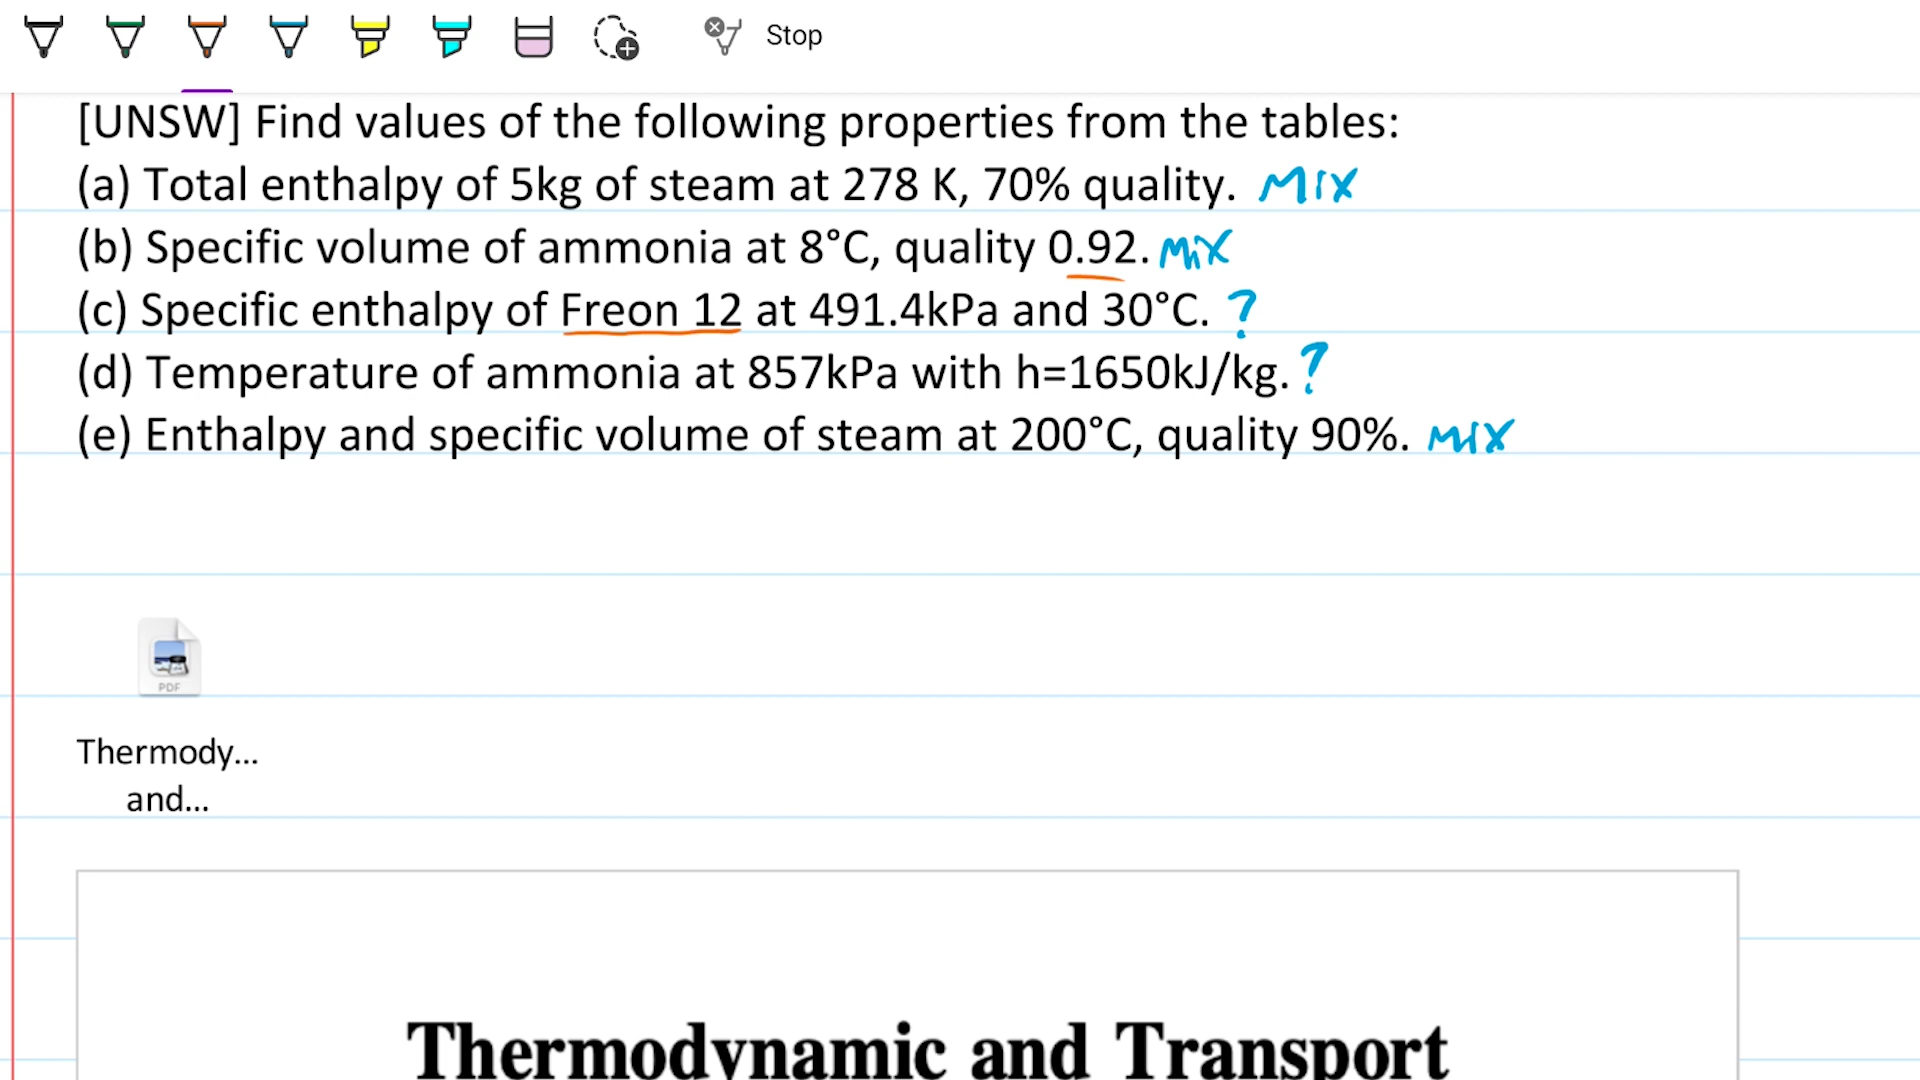 Stop
[UNSW] Find values of the following properties from the tables:
(a) Total enthalpy of 5kg of steam at 278 K, 70% quality. MIX
(b) Specific volume of ammonia at 8°C, quality 0.92. MIX
(c) Specific enthalpy of Freon 12 at 491.4kPa and 30°C. ?
(d) Temperature of ammonia at 857kPa with h=1650kJ/kg. ?
(e) Enthalpy and specific volume of steam at 200°C, quality 90%. MIX
PDF
Thermody...
and...
Thermodynamic and Transport